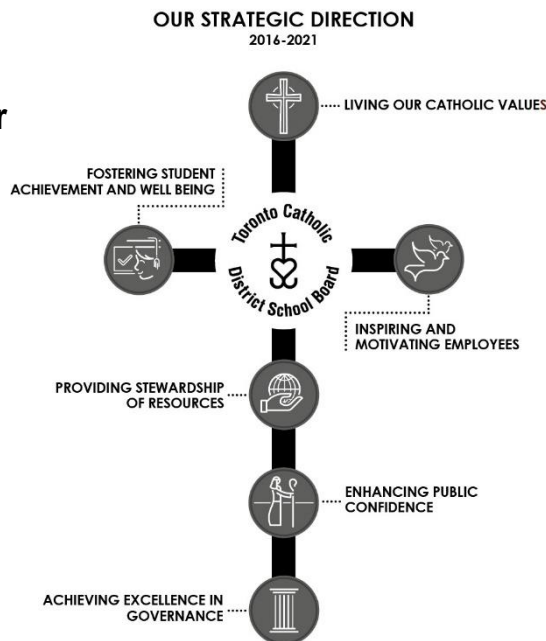 OUR STRATEGIC DIRECTION
2016-2021
LIVING OUR CATHOLIC VALUES
r
FOSTERING STUDENT
ACHIEVEMENT AND WELL BEING
Toronto Catholic
District School Board
INSPIRING AND
MOTIVATING EMPLOYEES
PROVIDING STEWARDSHIP
OF RESOURCES
ENHANCING PUBLIC
CONFIDENCE
ACHIEVING EXCELLENCE IN
GOVERNANCE